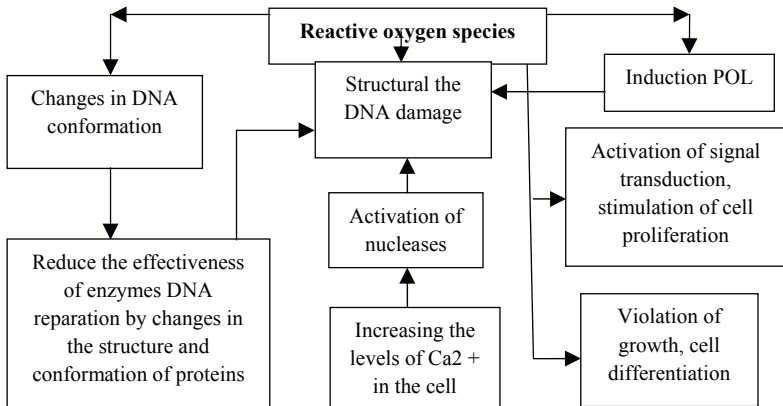 Reactive oxygen species
Changes in DNA
conformation
Structural the
DNA damage
Induction POL
Activation of signal
transduction,
stimulation of cell
proliferation
Activation of
nucleases
Reduce the effectiveness
of enzymes DNA
reparation by changes in
the structure and
conformation of proteins
Increasing the
levels of Ca2 +
in the cell
Violation of
growth, cell
differentiation